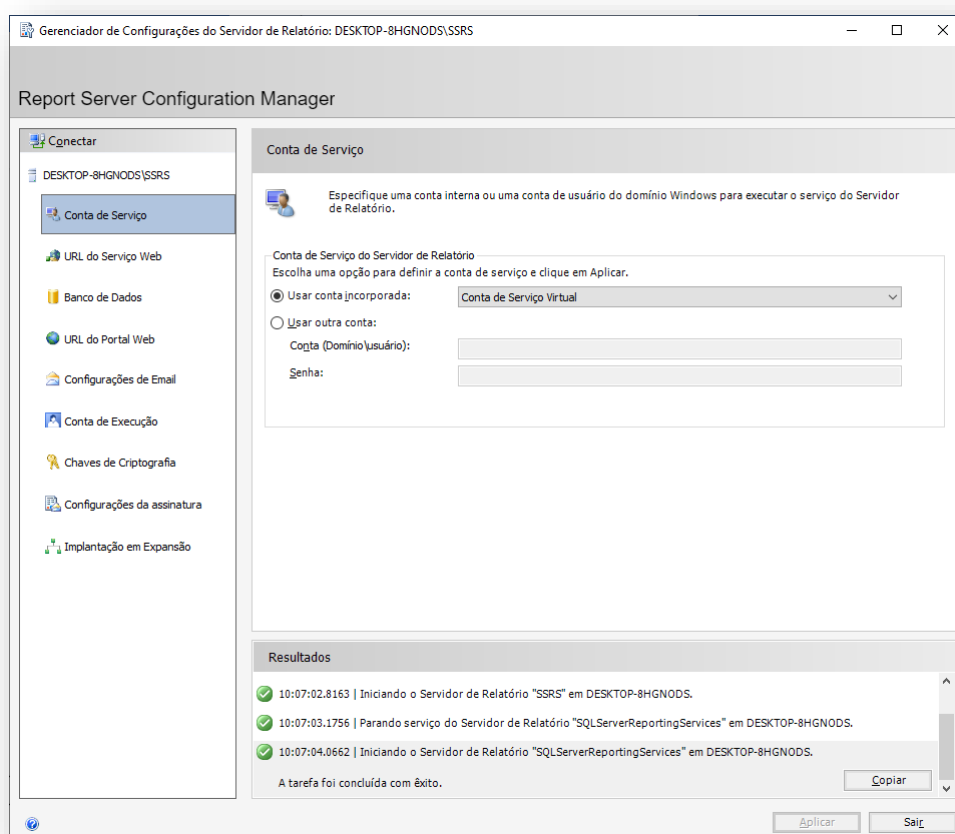 Gerenciador de Configurações do Servidor de Relatório: DESKTOP-8HGNODS\SSRS
Report Server Configuration Manager
Conectar
DESKTOP-8HGNODS\SSRS
Conta de Serviço
URL do Serviço Web
Banco de Dados
URL do Portal Web
Configurações de Email
Conta de Execução
Chaves de Criptografia
Configurações da assinatura
Implantação em Expansão
Conta de Serviço
Especifique uma conta interna ou uma conta de usuário do domínio Windows para executar o serviço do Servidor
de Relatório.
Conta de Serviço do Servidor de Relatório
Escolha uma opção para definir a conta de serviço e clique em Aplicar.
Usar conta incorporada:
Conta de Serviço Virtual
Usar outra conta:
Conta (Domínio\usuário):
Senha:
Resultados
10:07:02.8163 | Iniciando o Servidor de Relatório "SSRS" em DESKTOP-8HGNODS.
10:07:03.1756 | Parando serviço do Servidor de Relatório "SQLServerReportingServices" em DESKTOP-8HGNODS.
10:07:04.0662 | Iniciando o Servidor de Relatório "SQLServerReportingServices" em DESKTOP-8HGNODS.
A tarefa foi concluída com êxito.
Copiar
Aplicar
Sair